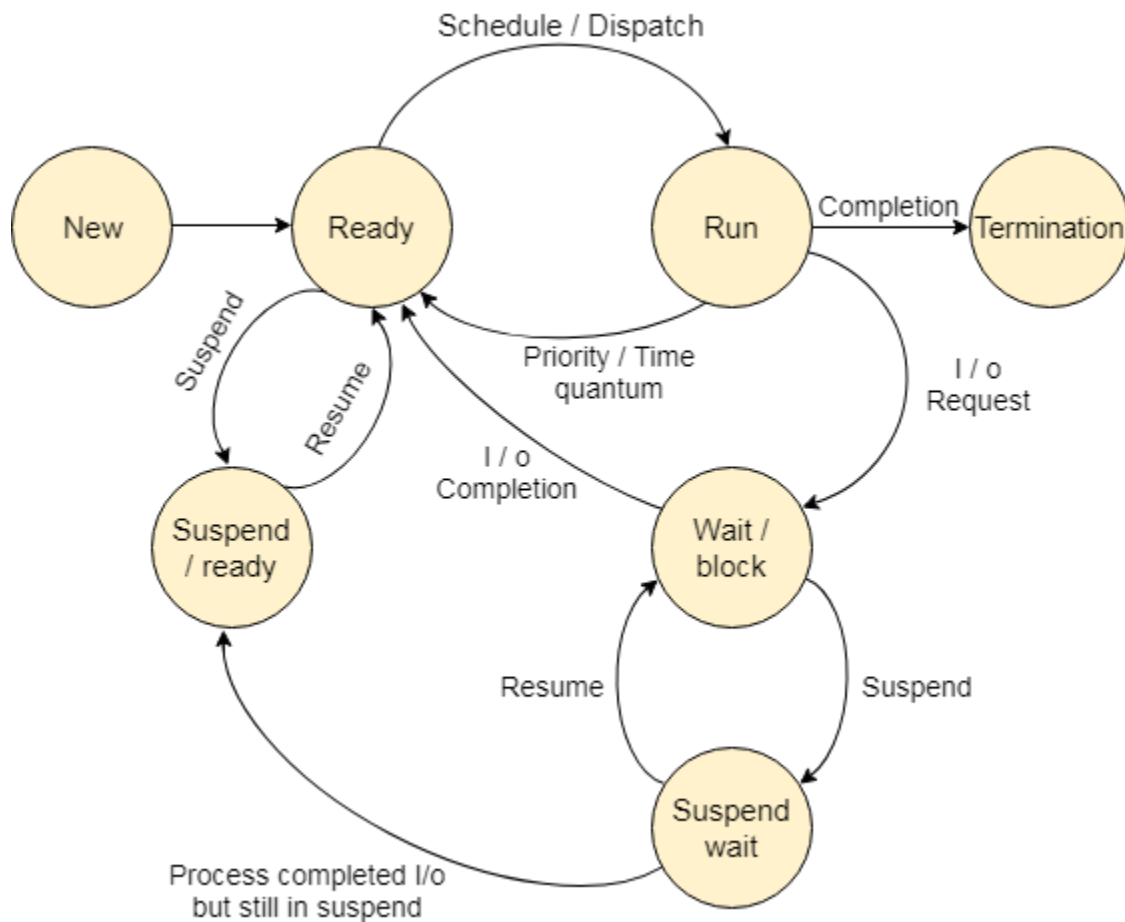 Schedule / Dispatch
New
Ready
Run
Completion
Termination
Suspend
Resume
Priority / Time
quantum
I / o
Request
I / o
Completion
Suspend
/ ready
Wait /
block
Resume
Suspend
Suspend
wait
Process completed I/o
but still in suspend